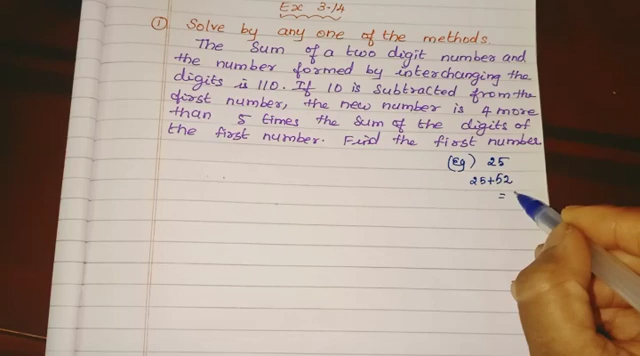 Ex 3.14
① Solve by any one of the methods.
The sum of a two digit number and
the number formed by interchanging the
digits is 110. If 10 is subtracted from the
first number, the new number is 4 more
than 5 times the sum of the digits of
the first number. Find the first number.
(Eg) 25
25+52
=